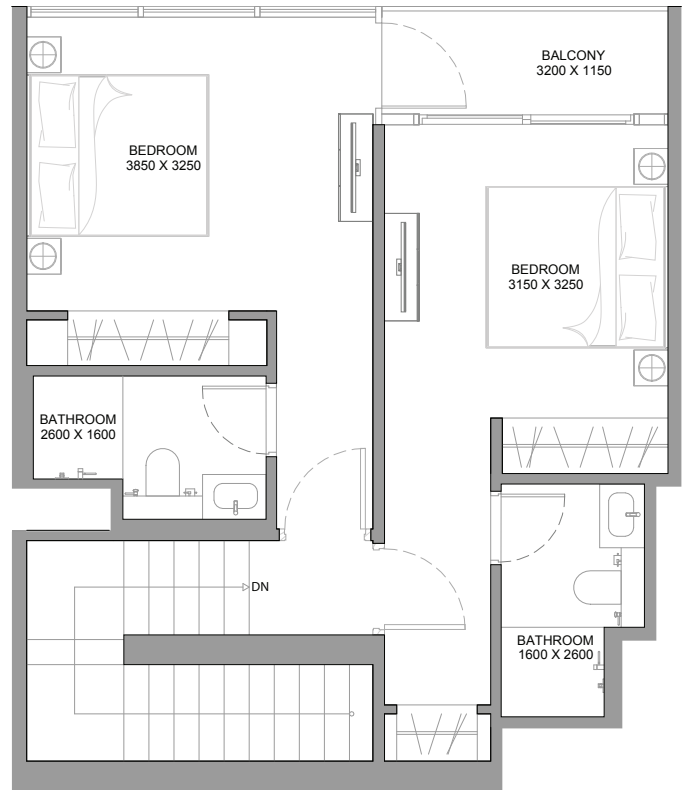 BALCONY
3200 X 1150
BEDROOM
3850 X 3250
BEDROOM
3150 X 3250
BATHROOM
2600 X 1600
DN
BATHROOM
1600 X 2600